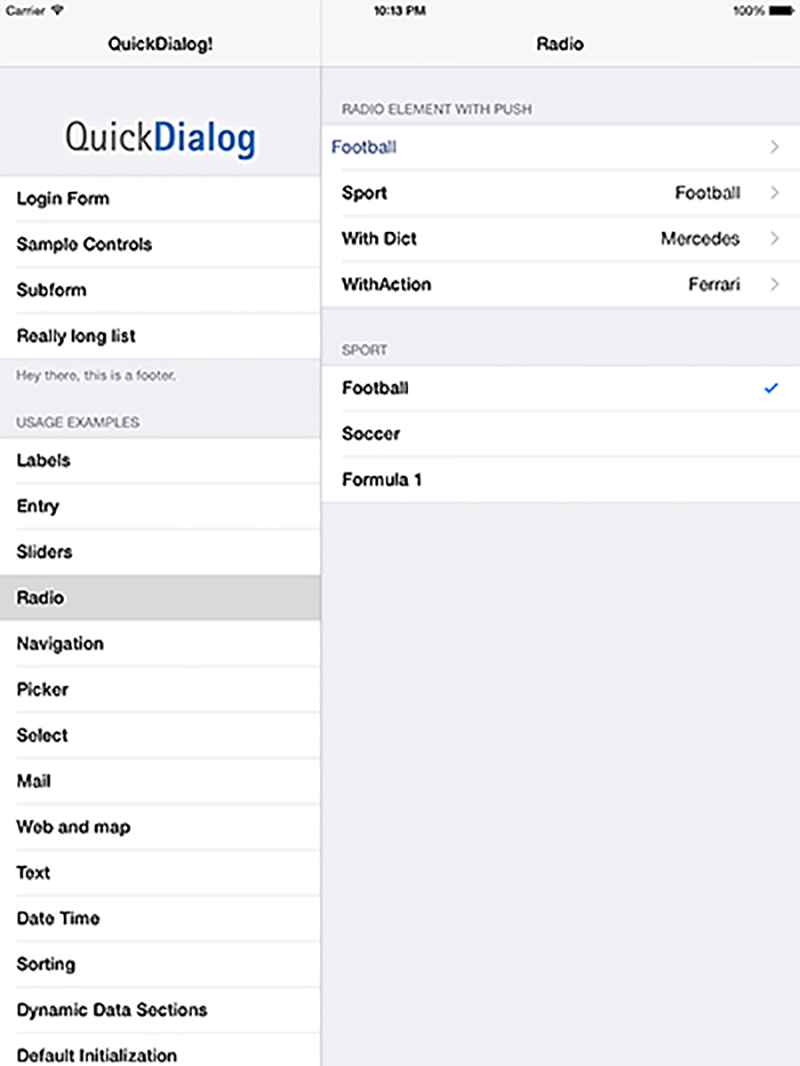 Carrier 10:13 PM 100%
QuickDialog!
QuickDialog
Login Form
Sample Controls
Subform
Really long list
Hey there, this is a footer.
USAGE EXAMPLES
Labels
Entry
Sliders
Radio
Navigation
Picker
Select
Mail
Web and map
Text
Date Time
Sorting
Dynamic Data Sections
Default Initialization
Radio
RADIO ELEMENT WITH PUSH
Football
Sport Football
With Dict Mercedes
WithAction Ferrari
SPORT
Football
Soccer
Formula 1